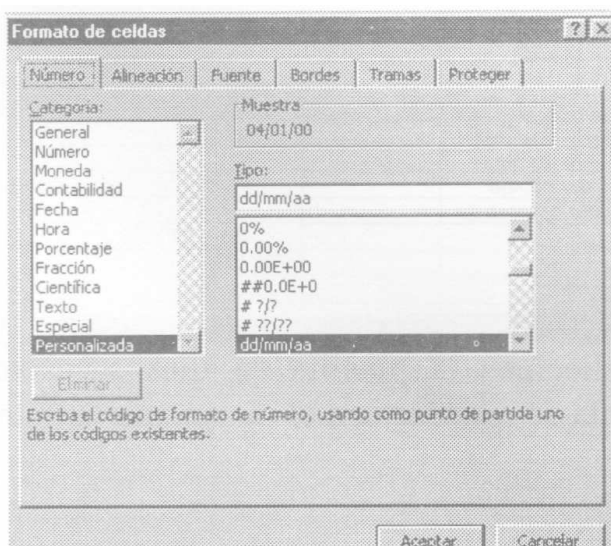 Formato de celdas
Número Alineación Fuente Bordes Tramas Proteger
Categoría:
General
Número
Moneda
Contabilidad
Fecha
Hora
Porcentaje
Fracción
Científica
Texto
Especial
Personalizada
Muestra
04/01/00
Tipo:
dd/mm/aa
0%
0.00%
0.00E+00
##0.0E+0
# ?/?
# ??/??
dd/mm/aa
Eliminar
Escriba el código de formato de número, usando como punto de partida uno
de los códigos existentes.
Aceptar Cancelar